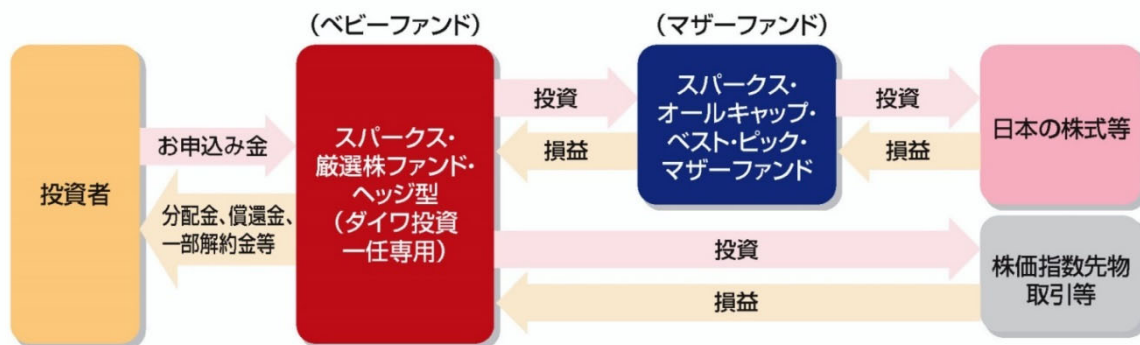 (ベビーファンド)
(マザーファンド)
投資者
お申込み金
分配金、償還金、
一部解約金等
スパークス・
厳選株ファンド・
ヘッジ型
(ダイワ投資
一任専用)
投資
損益
スパークス・
オールキャップ・
ベスト・ピック・
マザーファンド
投資
損益
日本の株式等
投資
損益
株価指数先物
取引等